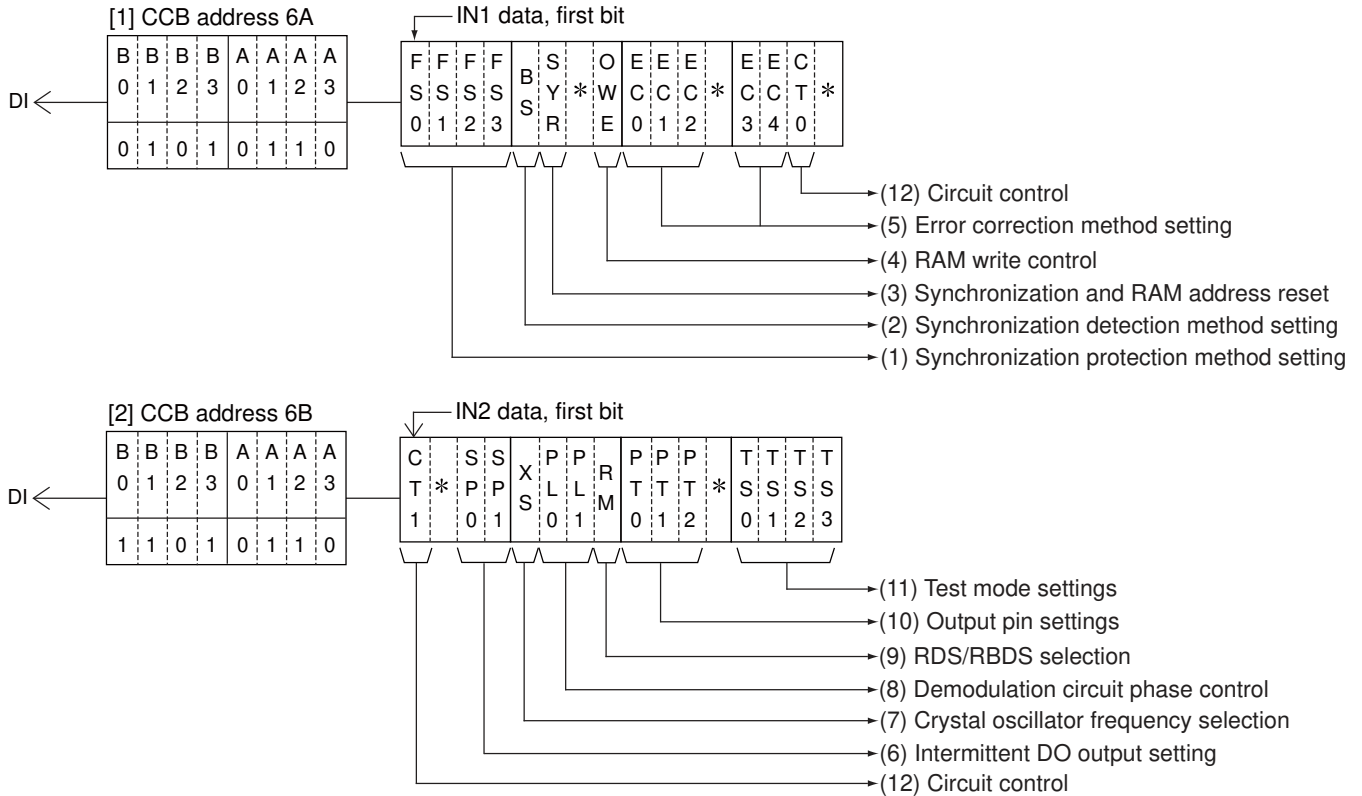 [1] CCB address 6A
IN1 data, first bit
DI
B0 B1 B2 B3 A0 A1 A2 A3
0 1 0 1 0 1 1 0
FS0 FS1 FS2 FS3 BS SYR * OWE EC0 EC1 EC2 * EC3 EC4 CT0 *
(12) Circuit control
(5) Error correction method setting
(4) RAM write control
(3) Synchronization and RAM address reset
(2) Synchronization detection method setting
(1) Synchronization protection method setting
[2] CCB address 6B
IN2 data, first bit
DI
B0 B1 B2 B3 A0 A1 A2 A3
1 1 0 1 0 1 1 0
CT1 * SP0 SP1 XS PL0 PL1 RM PT0 PT1 PT2 * TS0 TS1 TS2 TS3
(11) Test mode settings
(10) Output pin settings
(9) RDS/RBDS selection
(8) Demodulation circuit phase control
(7) Crystal oscillator frequency selection
(6) Intermittent DO output setting
(12) Circuit control